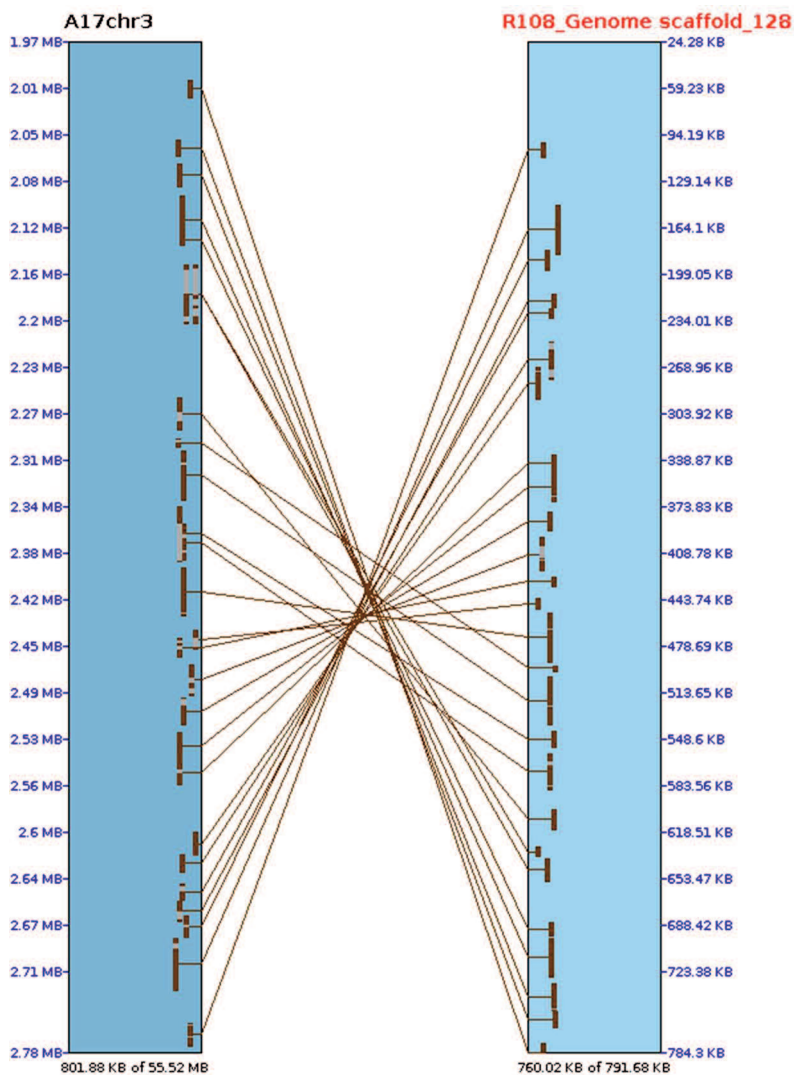 A17chr3
R108_Genome scaffold_128
1.97 MB
24.28 KB
2.01 MB
59.23 KB
2.05 MB
94.19 KB
2.08 MB
129.14 KB
2.12 MB
164.1 KB
2.16 MB
199.05 KB
2.2 MB
234.01 KB
2.23 MB
268.96 KB
2.27 MB
303.92 KB
2.31 MB
338.87 KB
2.34 MB
373.83 KB
2.38 MB
408.78 KB
2.42 MB
443.74 KB
2.45 MB
478.69 KB
2.49 MB
513.65 KB
2.53 MB
548.6 KB
2.56 MB
583.56 KB
2.6 MB
618.51 KB
2.64 MB
653.47 KB
2.67 MB
688.42 KB
2.71 MB
723.38 KB
2.78 MB
784.3 KB
801.88 KB of 55.52 MB
760.02 KB of 791.68 KB